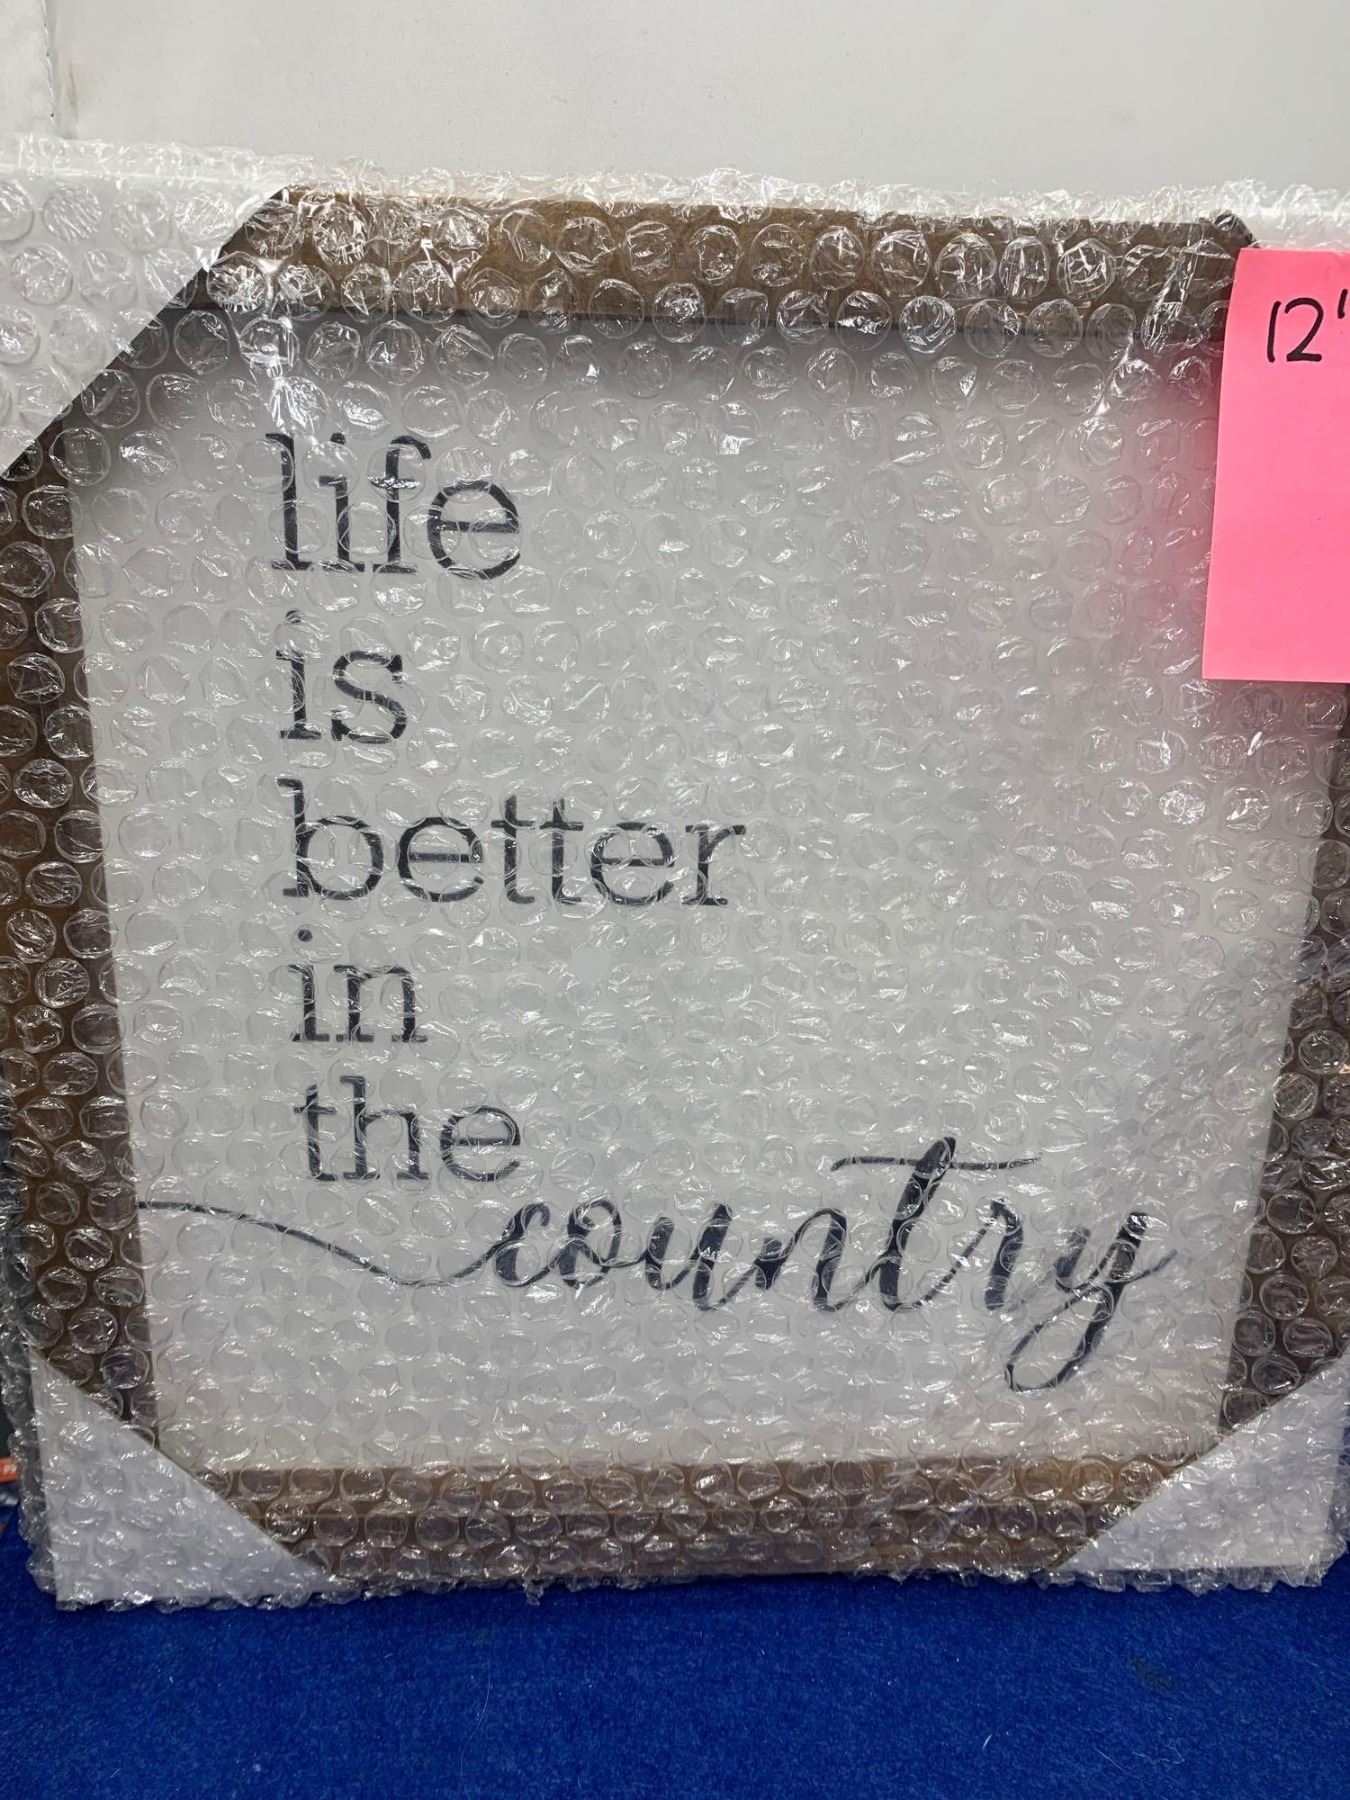 12'
life
is
better
in
the
country